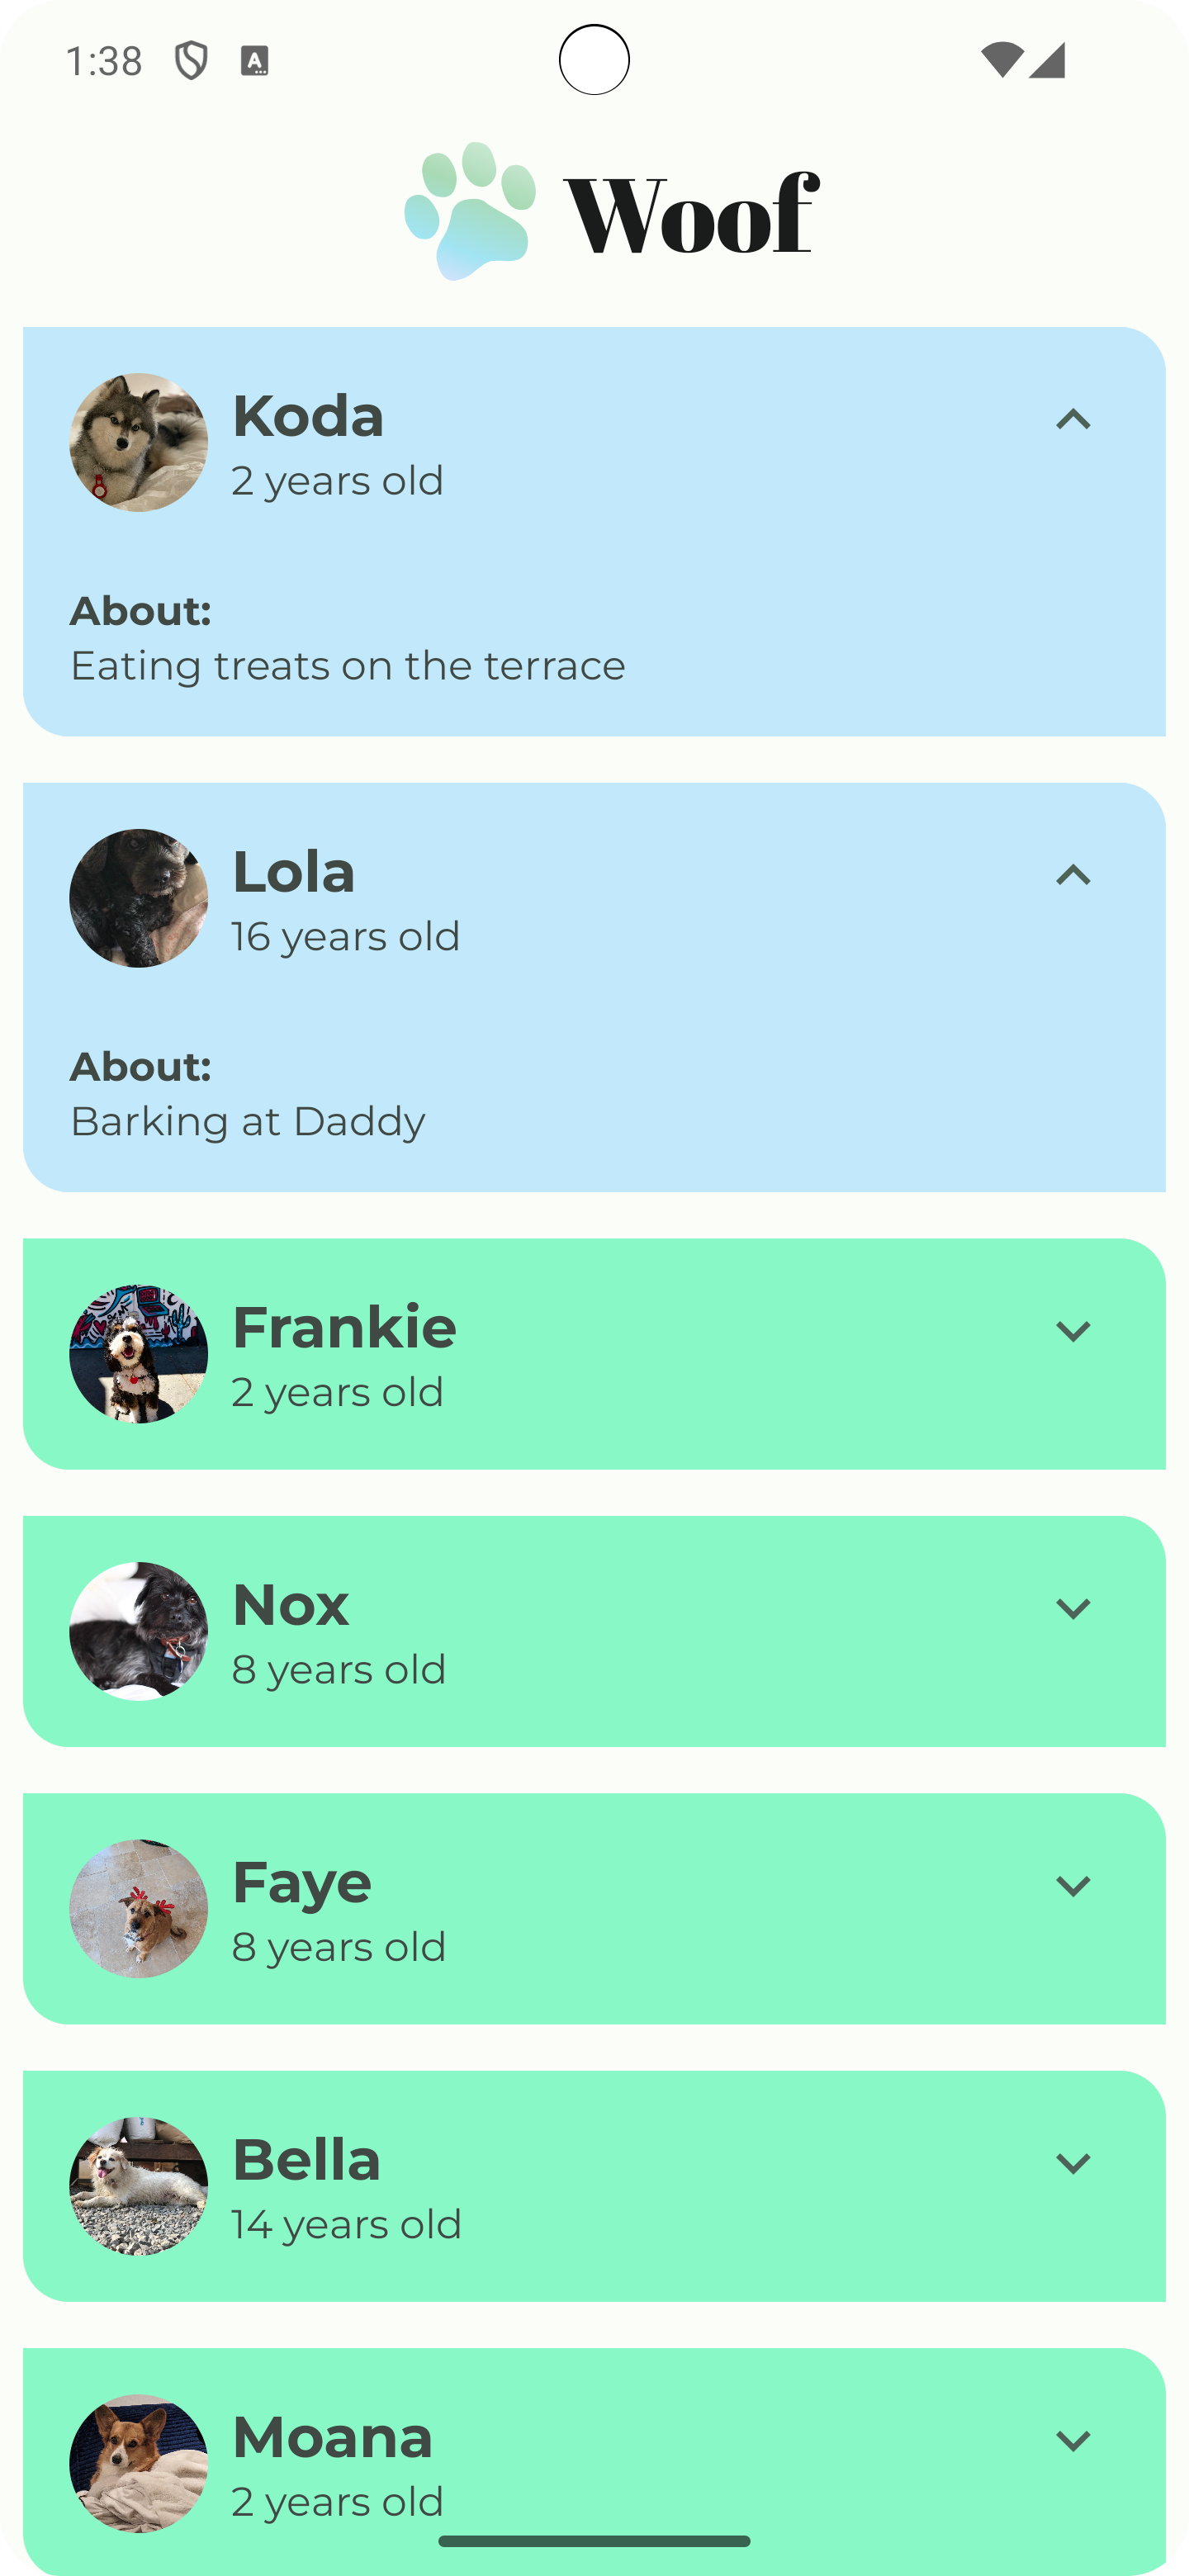 1:38
Woof
Koda
2 years old
About:
Eating treats on the terrace
Lola
16 years old
About:
Barking at Daddy
Frankie
2 years old
Nox
8 years old
Faye
8 years old
Bella
14 years old
Moana
2 years old